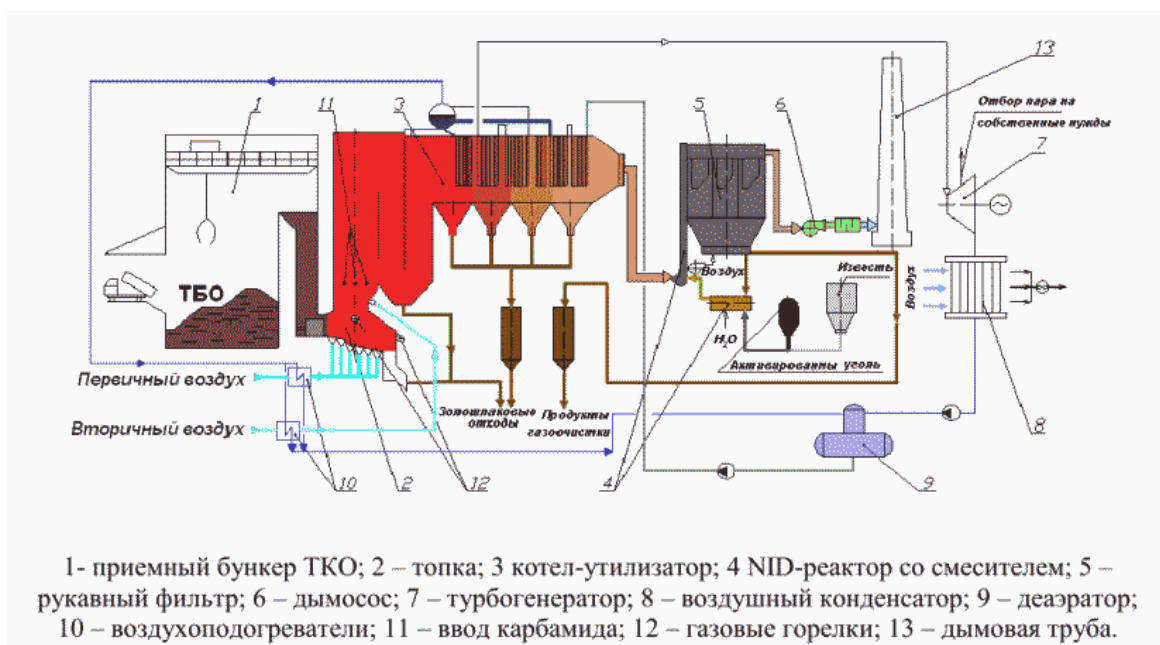 1
11
3
5
6
13
Отбор пара на
собственные нужды
7
ТБО
Воздух
Известь
Воздух
H2O
Активированны уголь
Первичный воздух
Вторичный воздух
Золошлаковые
отходы
Продукты
газоочистки
10
2
12
4
9
8
1- приемный бункер ТКО; 2 – топка; 3 котел-утилизатор; 4 NID-реактор со смесителем; 5 –
рукавный фильтр; 6 – дымосос; 7 – турбогенератор; 8 – воздушный конденсатор; 9 – деаэратор;
10 – воздухоподогреватели; 11 – ввод карбамида; 12 – газовые горелки; 13 – дымовая труба.